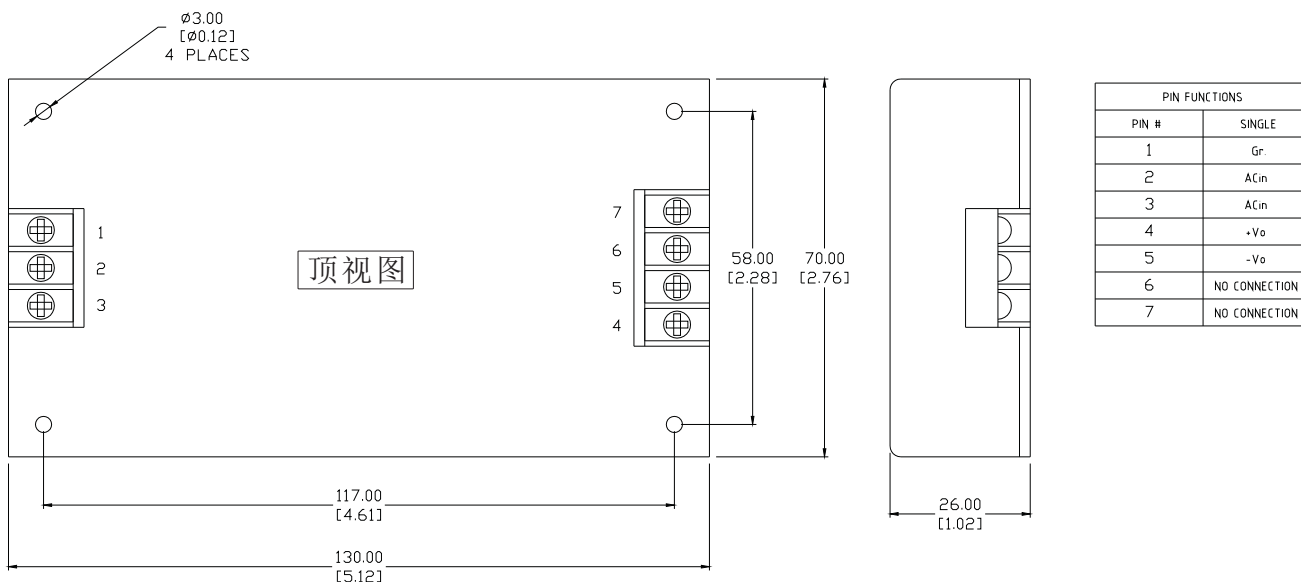 ø3.00
[ø0.12]
4 PLACES
1
2
3
顶视图
7
6
5
4
58.00
[2.28]
70.00
[2.76]
117.00
[4.61]
130.00
[5.12]
26.00
[1.02]
PIN FUNCTIONS
PIN # SINGLE
1 Gr.
2 ACin
3 ACin
4 +Vo
5 -Vo
6 NO CONNECTION
7 NO CONNECTION